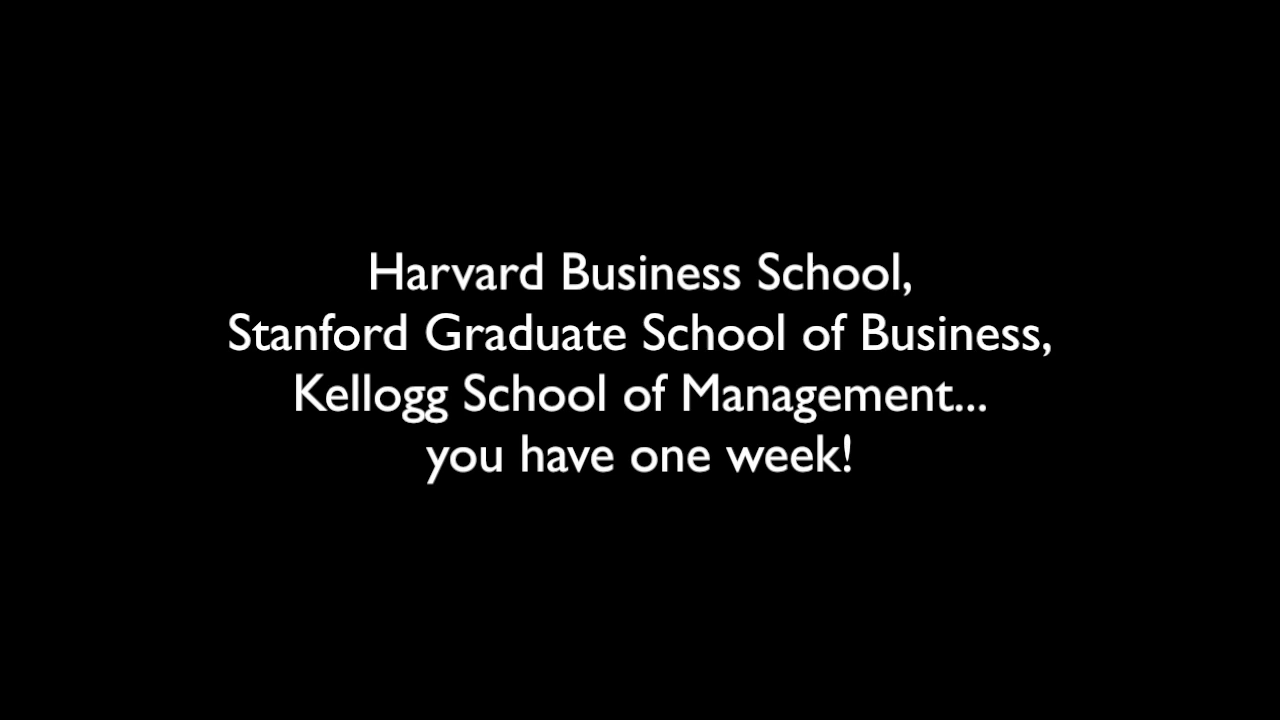 Harvard Business School,
Stanford Graduate School of Business,
Kellogg School of Management...
you have one week!